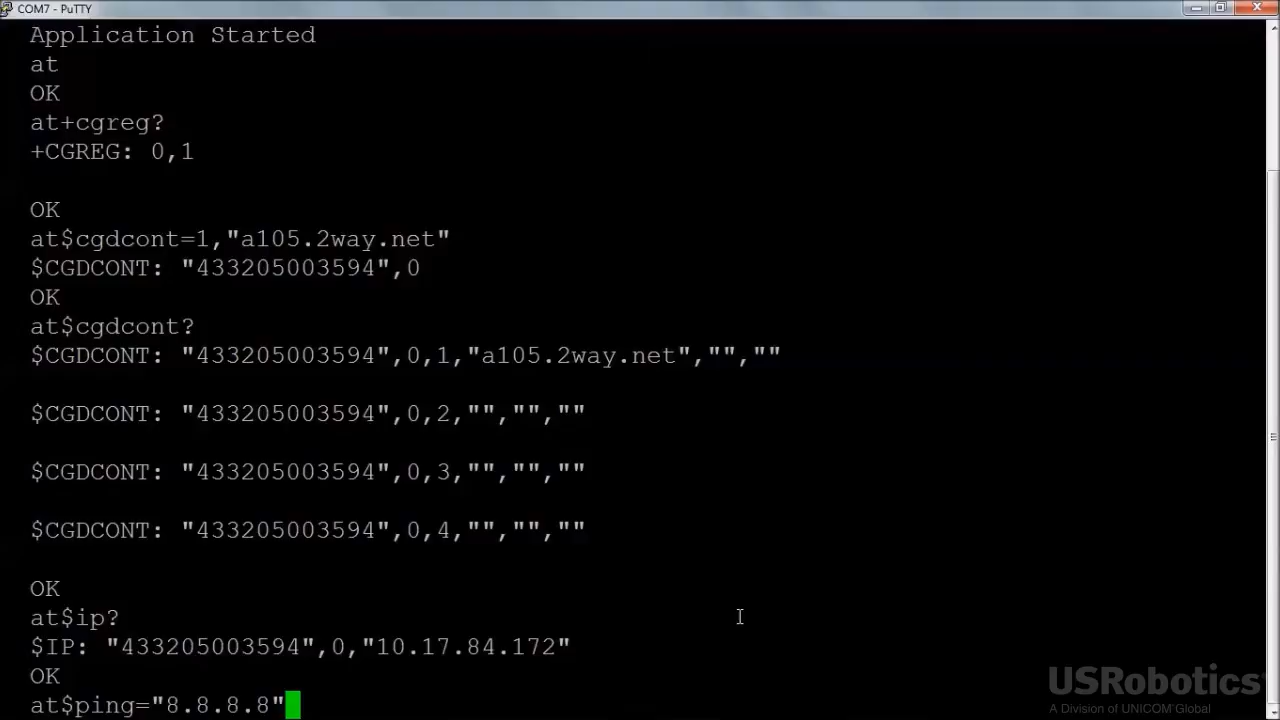 COM7 - PuTTY
Application Started
at
OK
at+cgreg?
+CGREG: 0,1
OK
at$cgdcont=1,"a105.2way.net"
$CGDCONT: "433205003594",0
OK
at$cgdcont?
$CGDCONT: "433205003594",0,1,"a105.2way.net","",""
$CGDCONT: "433205003594",0,2,"","",""
$CGDCONT: "433205003594",0,3,"","",""
$CGDCONT: "433205003594",0,4,"","",""
OK
at$ip?
$IP: "433205003594",0,"10.17.84.172"
OK
at$ping="8.8.8.8"
USRobotics
A Division of UNICOM Global